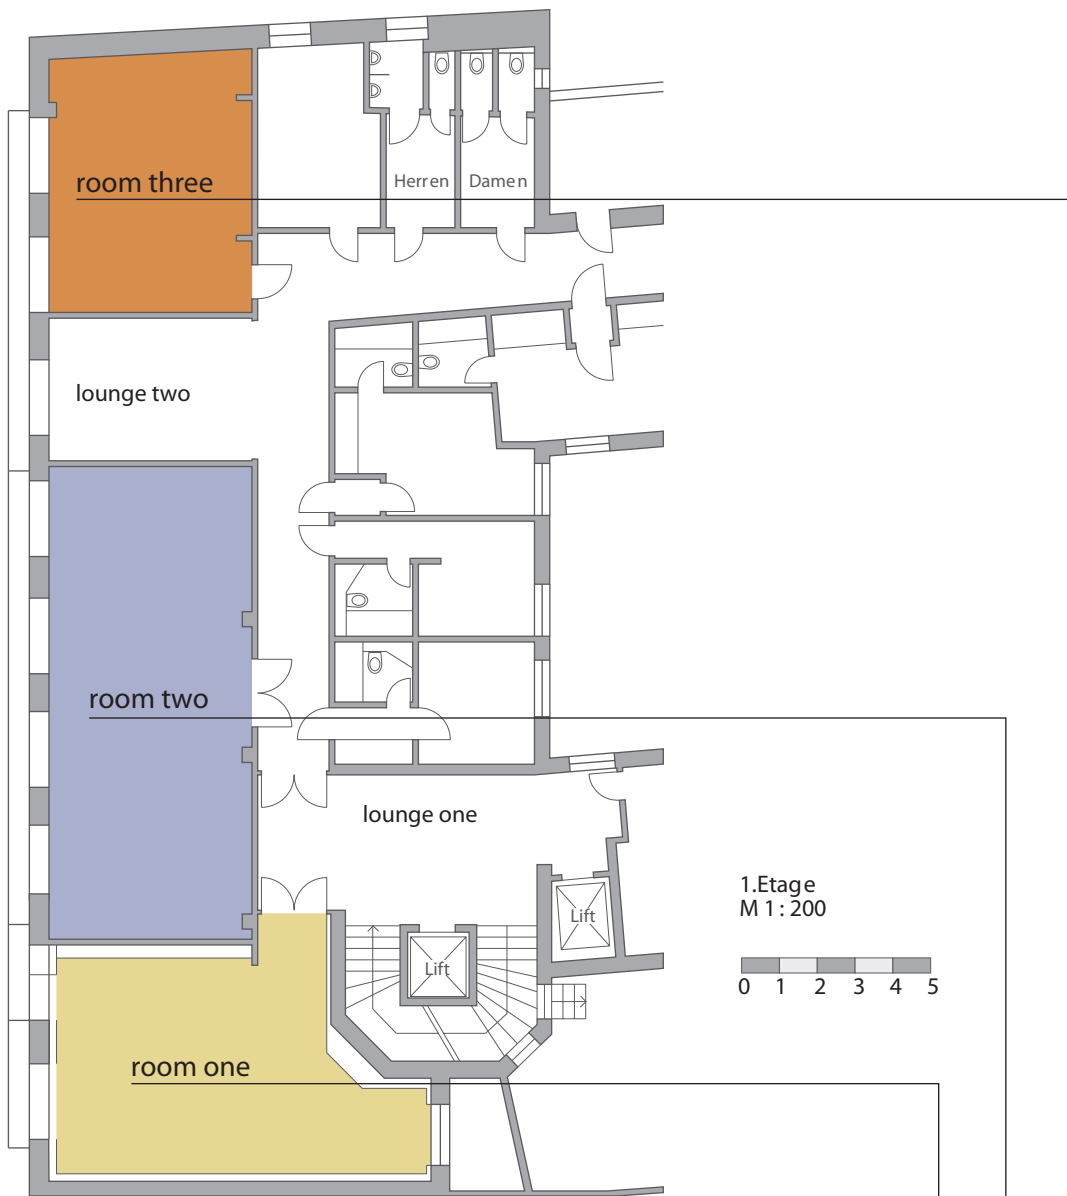 room three
Herren
Damen
lounge two
room two
lounge one
1.Etage
M 1 : 200
Lift
Lift
0 1 2 3 4 5
room one